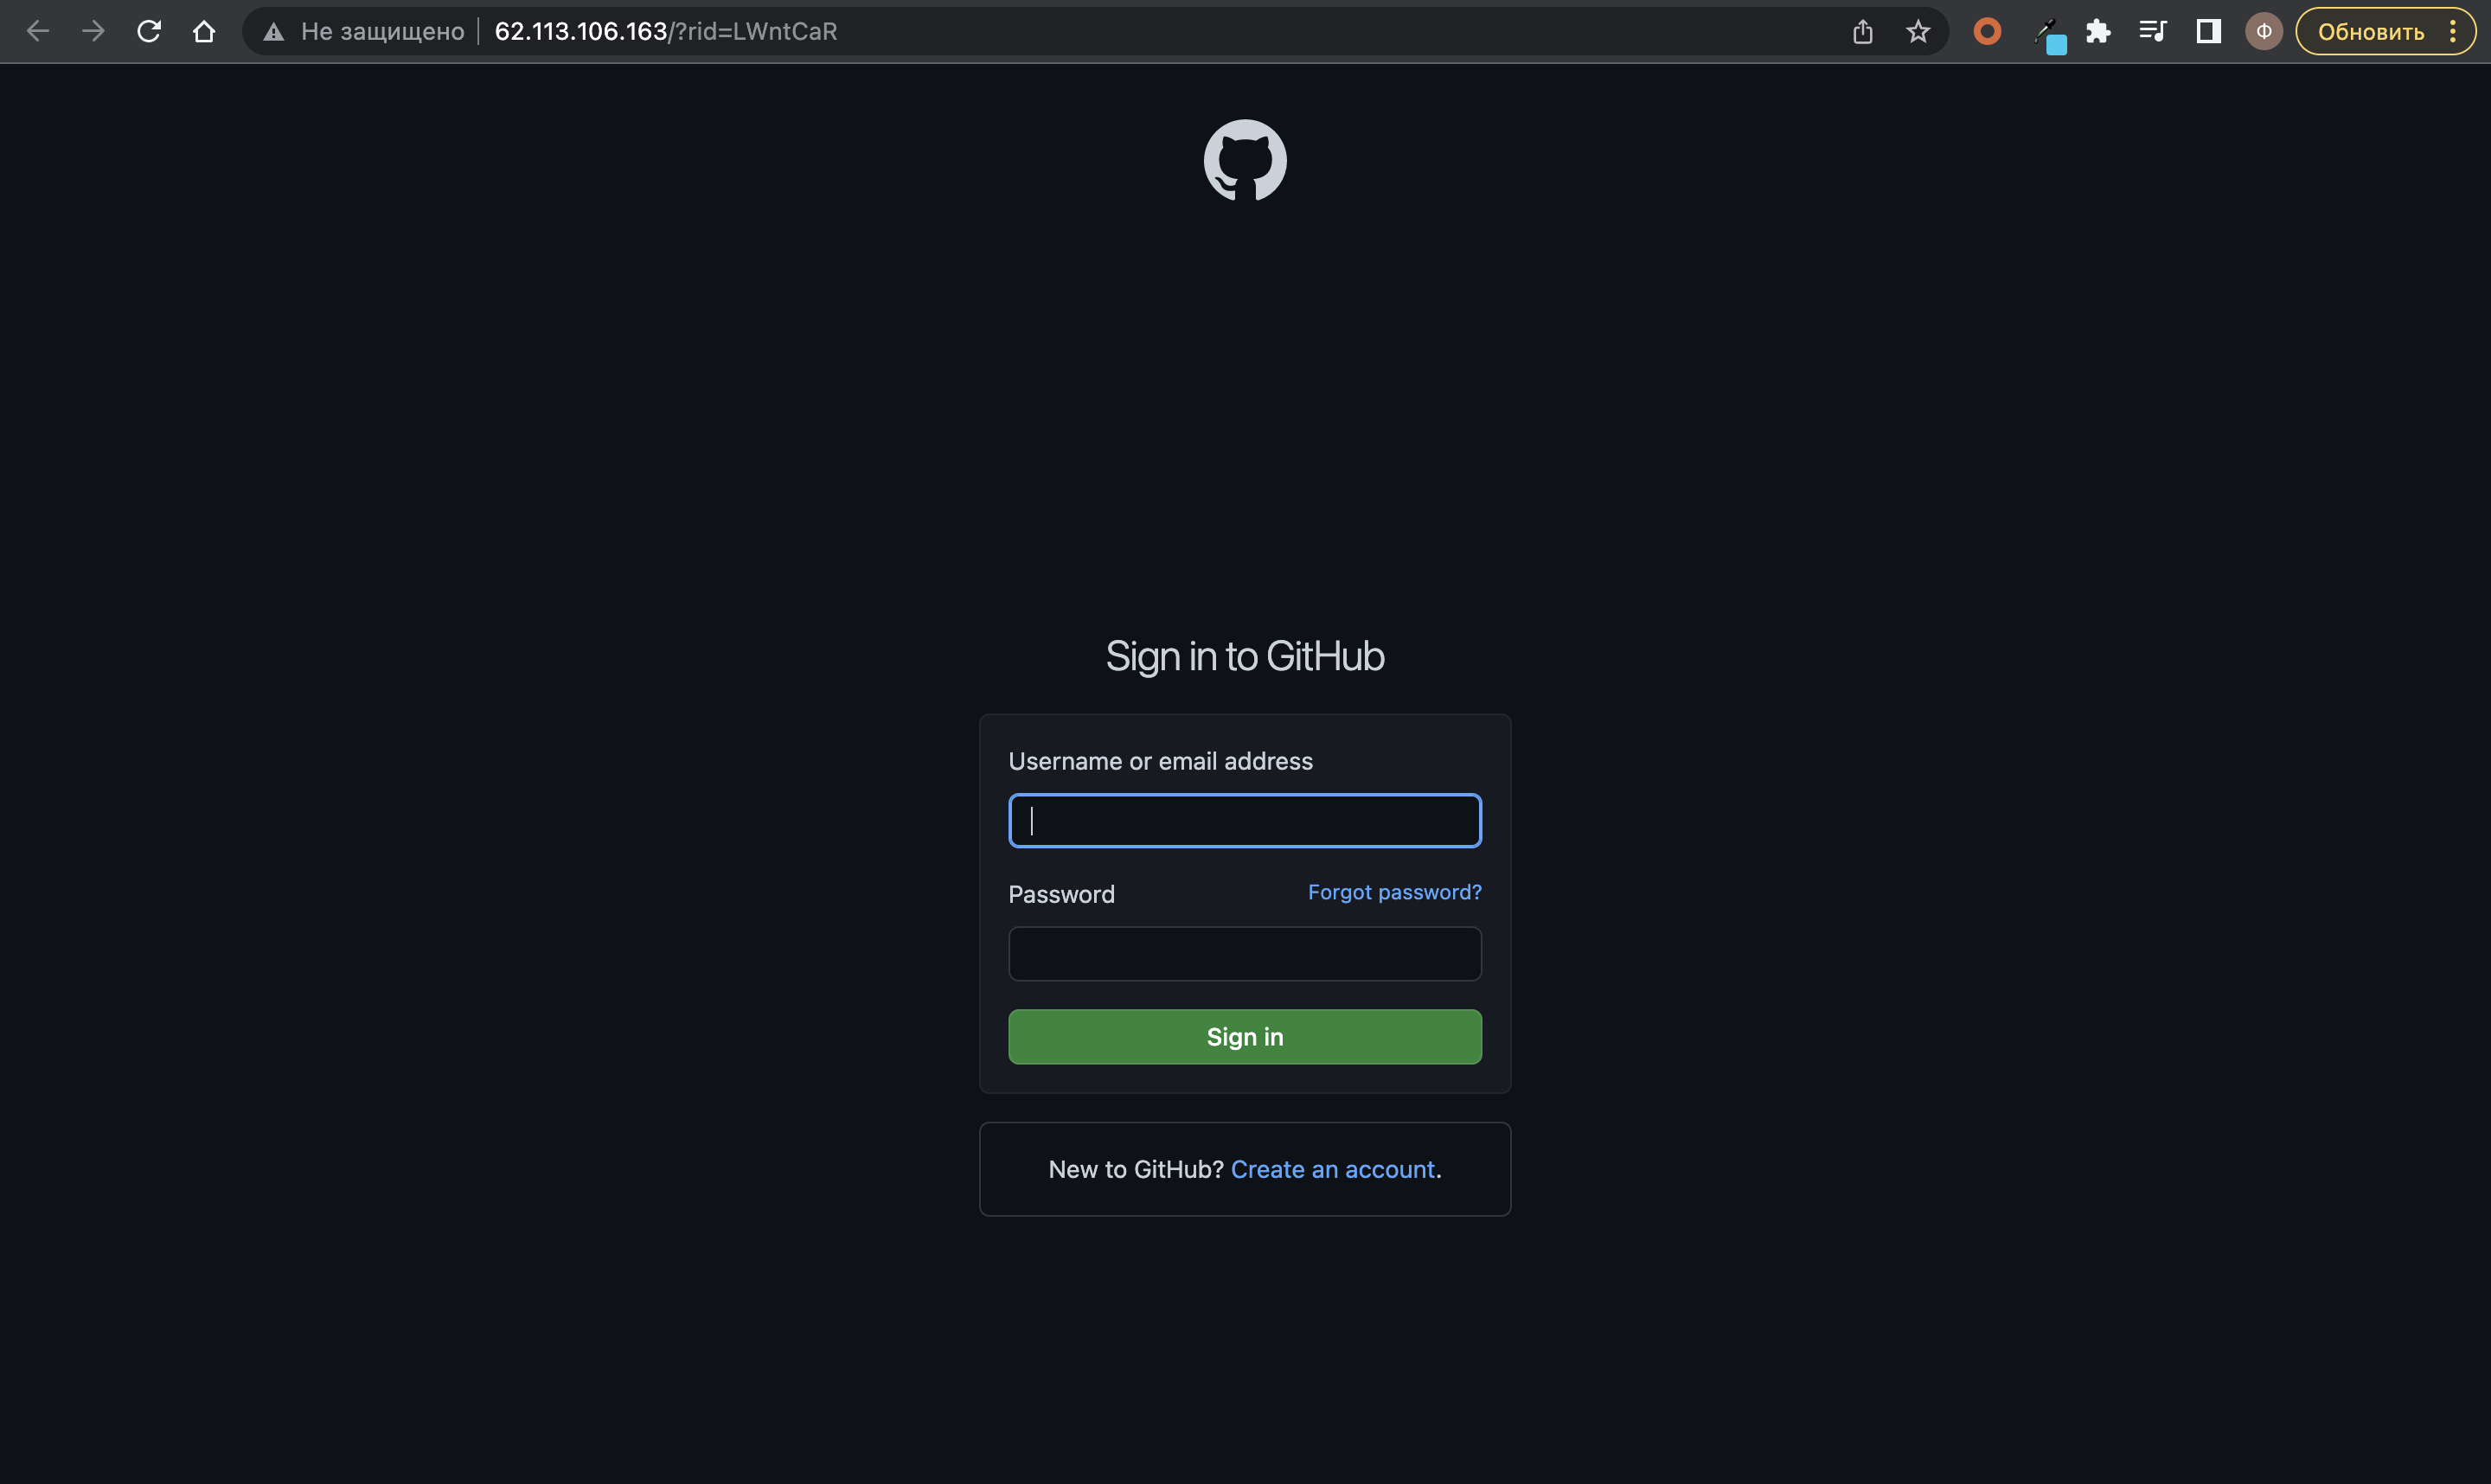 Не защищено 62.113.106.163/?rid=LWntCaR Ф Обновить
Sign in to GitHub
Username or email address
Password Forgot password?
Sign in
New to GitHub? Create an account.